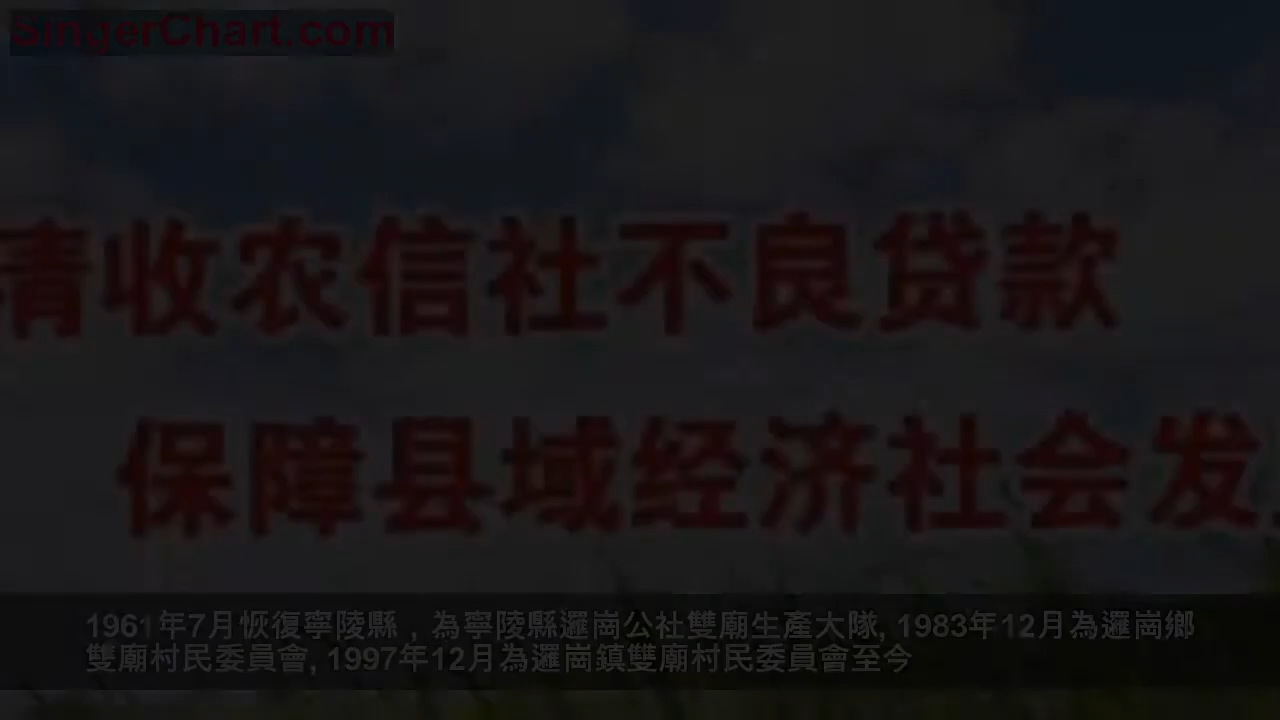 SingerChart.com
清收农信社不良贷款
保障县域经济社会发
1961年7月恢復寧陵縣，為寧陵縣邏崗公社雙廟生產大隊, 1983年12月為邏崗鄉
雙廟村民委員會, 1997年12月為邏崗鎮雙廟村民委員會至今